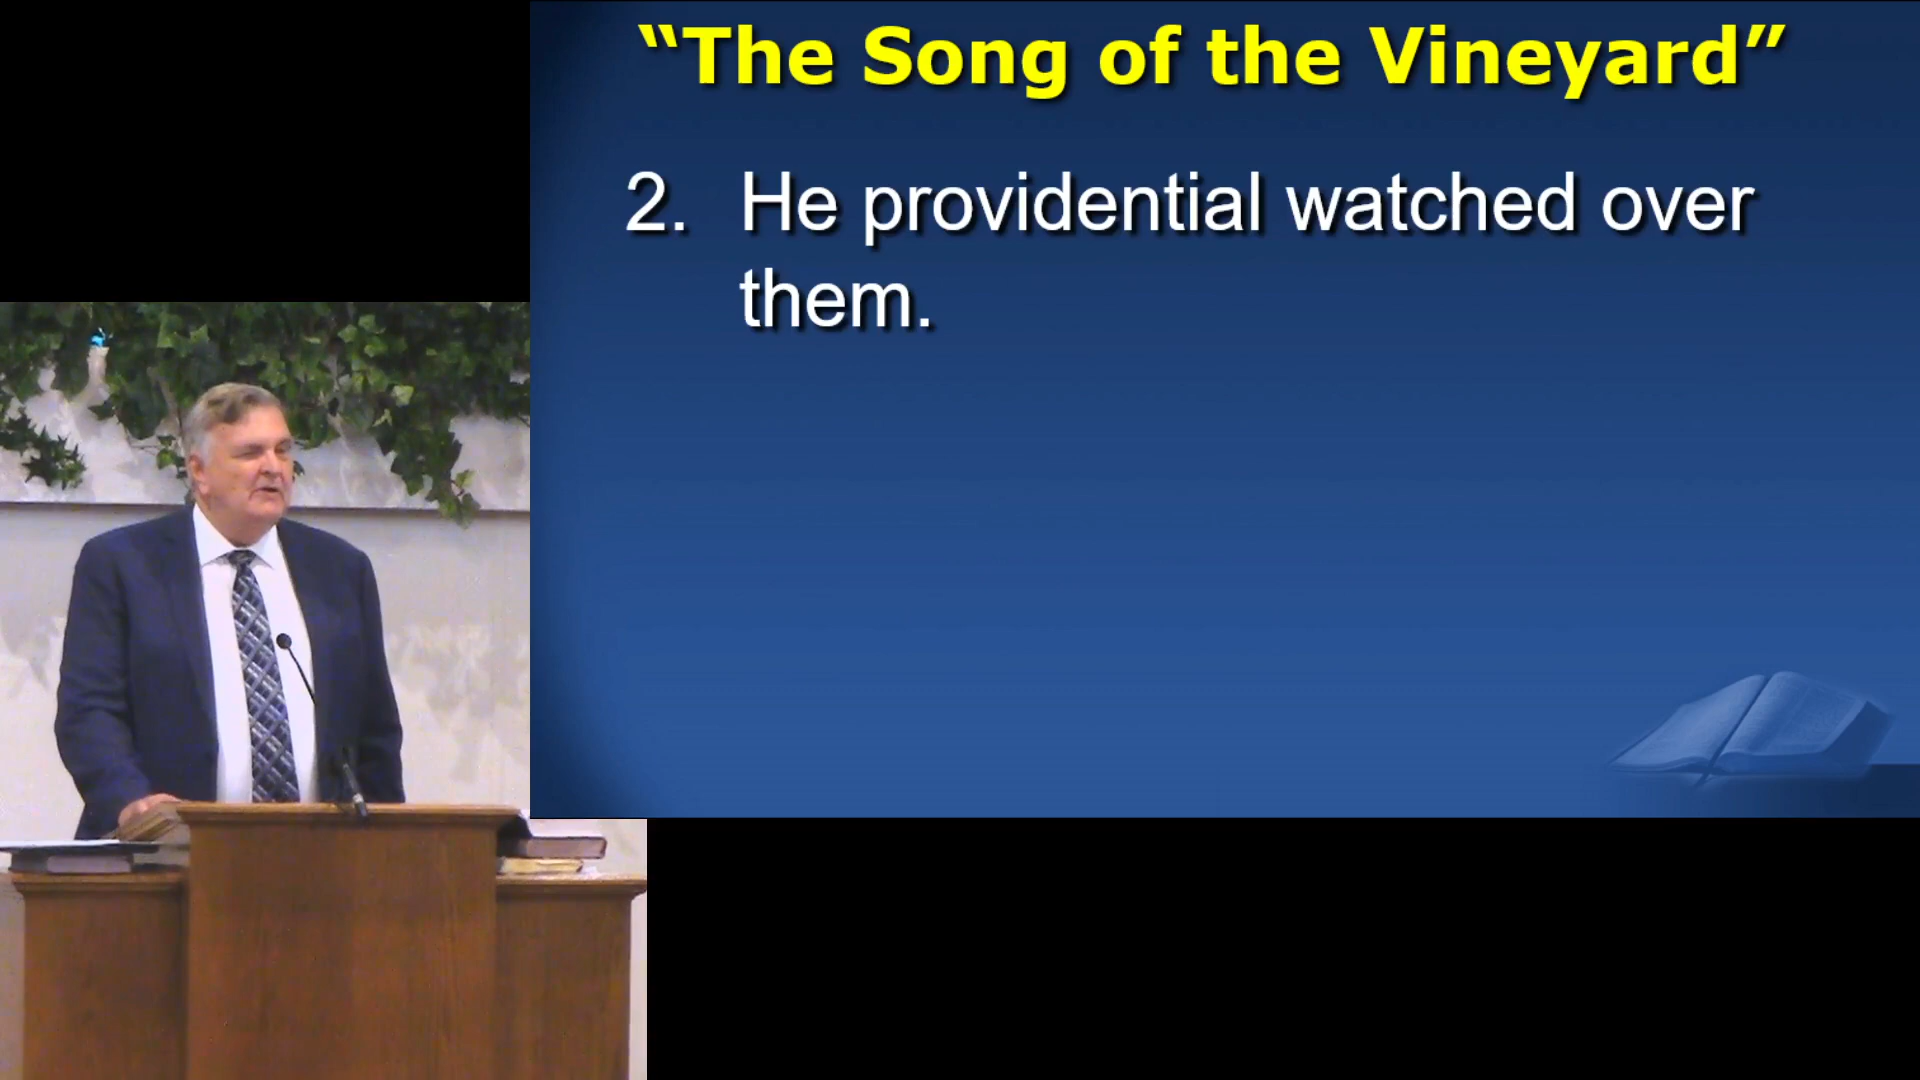 “The Song of the Vineyard”
2. He providential watched over
them.